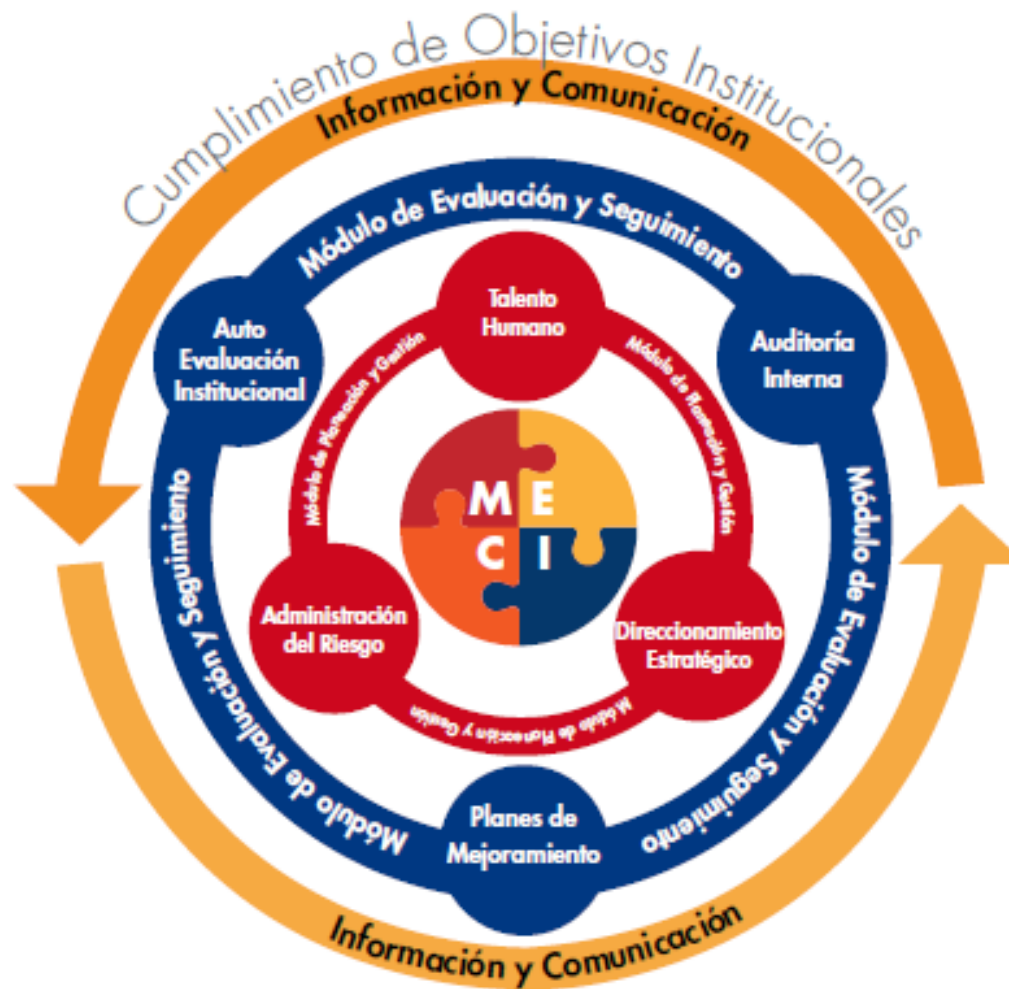 Cumplimiento de Objetivos Institucionales
Información y Comunicación
Módulo de Evaluación y Seguimiento
Talento
Humano
Auto
Evaluación
Institucional
Auditoría
Interna
Módulo de Planeación y Gestión
Módulo de Planeación y Gestión
M E
C I
Módulo de Evaluación y Seguimiento
Módulo de Evaluación y Seguimiento
Administración
del Riesgo
Direccionamiento
Estratégico
Módulo de Planeación y Gestión
Planes de
Mejoramiento
Información y Comunicación